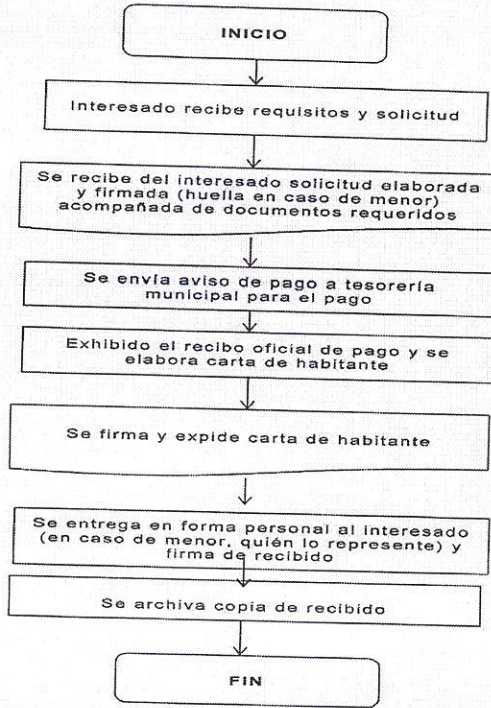 INICIO
Interesado recibe requisitos y solicitud
Se recibe del interesado solicitud elaborada
y firmada (huella en caso de menor)
acompañada de documentos requeridos
Se envía aviso de pago a tesorería
municipal para el pago
Exhibido el recibo oficial de pago y se
elabora carta de habitante
Se firma y expide carta de habitante
Se entrega en forma personal al interesado
(en caso de menor, quién lo represente) y
firma de recibido
Se archiva copia de recibido
FIN